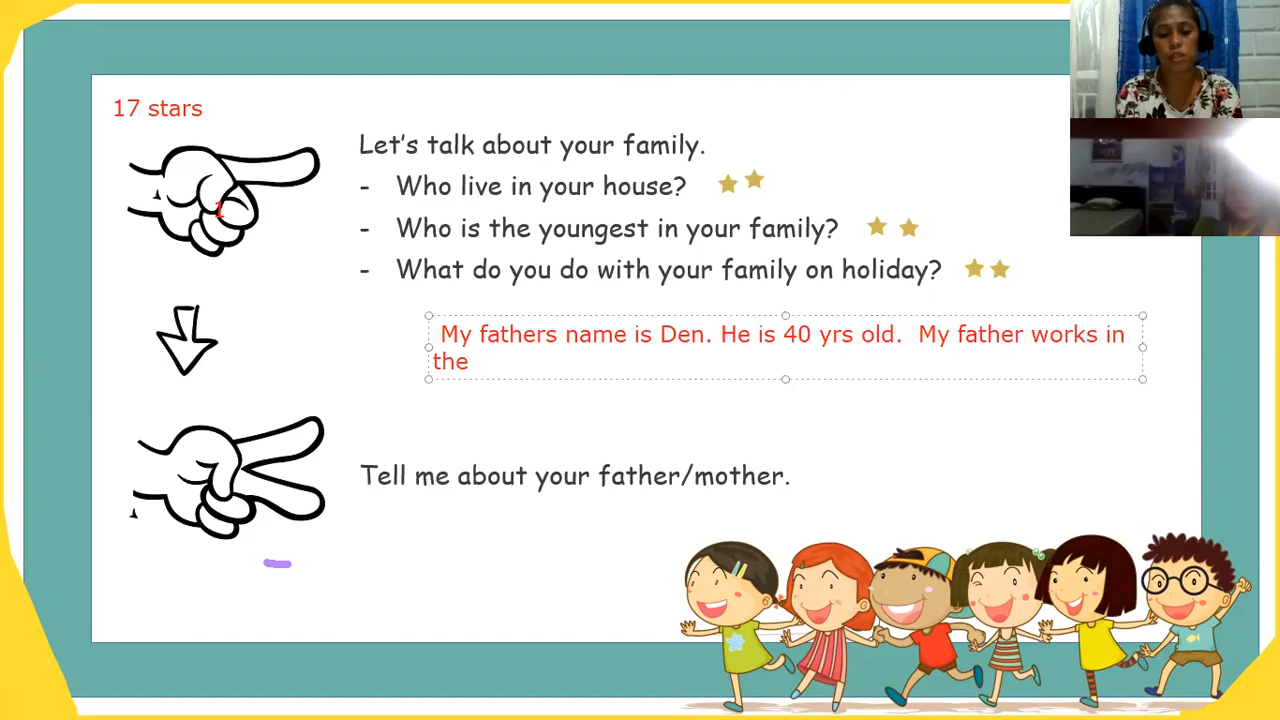 17 stars
Let's talk about your family.
- Who live in your house?
- Who is the youngest in your family?
- What do you do with your family on holiday?
My fathers name is Den. He is 40 yrs old.  My father works in
the
Tell me about your father/mother.